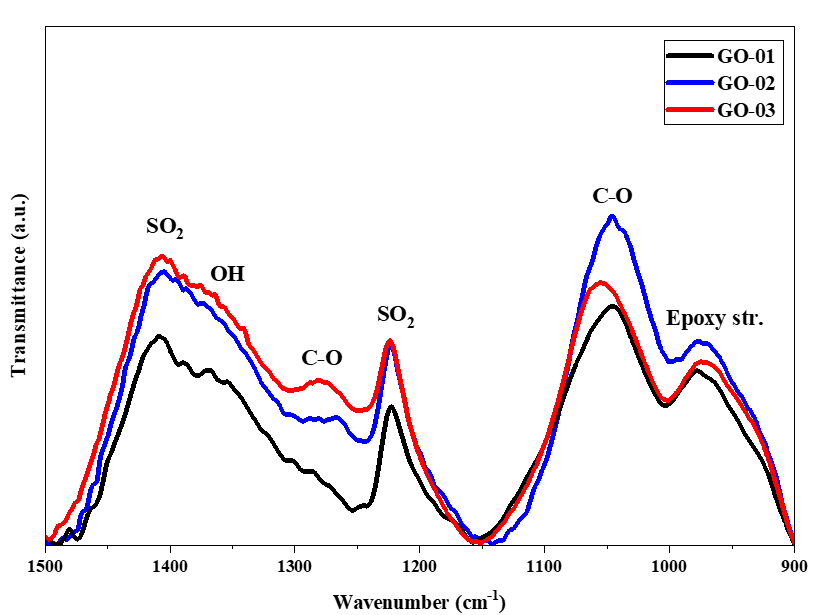 GO-01
GO-02
GO-03
C-O
SO₂
OH
SO₂
Epoxy str.
C-O
Transmittance (a.u.)
1500 1400 1300 1200 1100 1000 900
Wavenumber (cm⁻¹)